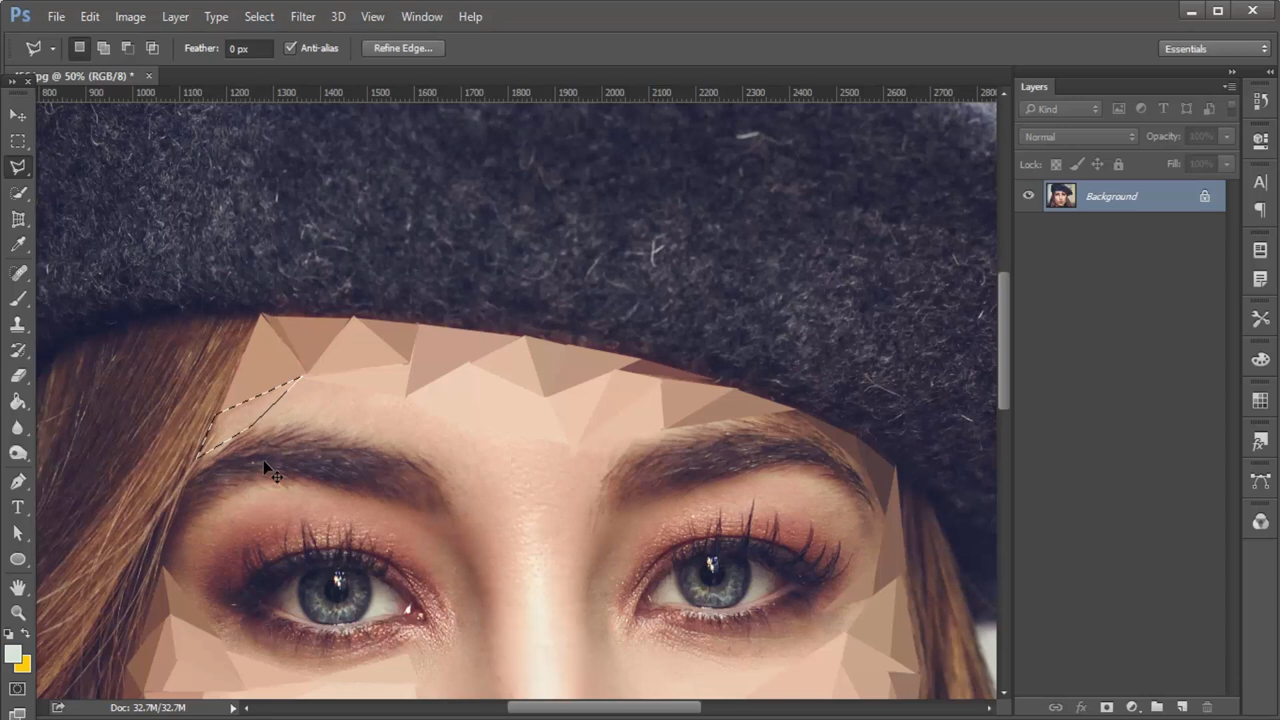 Ps File Edit Image Layer Type Select Filter 3D View Window Help
Feather: 0 px Anti-alias Refine Edge... Essentials
.jpg @ 50% (RGB/8) * ×
800 900 1000 1100 1200 1300 1400 1500 1600 1700 1800 1900 2000 2100 2200 2300 2400 2500 2600 2700 2800
Layers
Kind
Normal Opacity: 100%
Lock: Fill: 100%
Background
Doc: 32.7M/32.7M